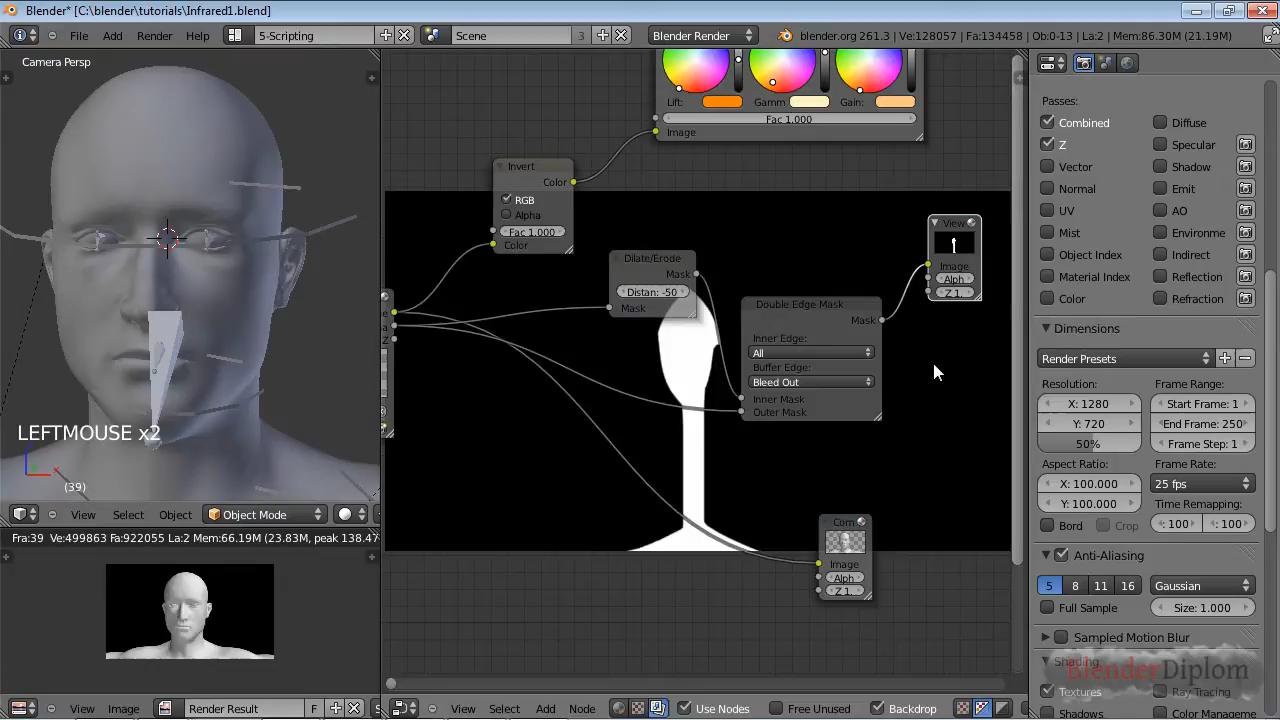 Blender* [C:\blender\tutorials\Infrared1.blend]
File Add Render Help 5-Scripting Scene 3 Blender Render blender.org 261.3 | Ve:128057 | Fa:134458 | Ob:0-13 | La:2 | Mem:86.30M (21.19M)
Camera Persp
LEFTMOUSE x2
(39)
View Select Object Object Mode
Fra:39 Ve:499863 Fa:922055 La:2 Mem:66.19M (23.83M, peak 138.47
View Image Render Result F
Lift: Gamm Gain:
Fac 1.000
Image
Invert
Color
RGB
Alpha
Fac 1.000
Color
Dilate/Erode
Mask
Distan: -50
Mask
Double Edge Mask
Mask
Inner Edge:
All
Buffer Edge:
Bleed Out
Inner Mask
Outer Mask
View
Image
Alph
Z 1.
Com
Image
Alph
Z 1.
View Select Add Node Use Nodes Free Unused Backdrop
Passes:
Combined Diffuse
Z Specular
Vector Shadow
Normal Emit
UV AO
Mist Environme
Object Index Indirect
Material Index Reflection
Color Refraction
Dimensions
Render Presets
Resolution: Frame Range:
X: 1280 Start Frame: 1
Y: 720 End Frame: 250
50% Frame Step: 1
Aspect Ratio: Frame Rate:
X: 100.000 25 fps
Y: 100.000 Time Remapping:
Bord Crop : 100 : 100
Anti-Aliasing
5 8 11 16 Gaussian
Full Sample Size: 1.000
Sampled Motion Blur
Shading
BlenderDiplom
Textures Ray Tracing
Shadows Color Manageme